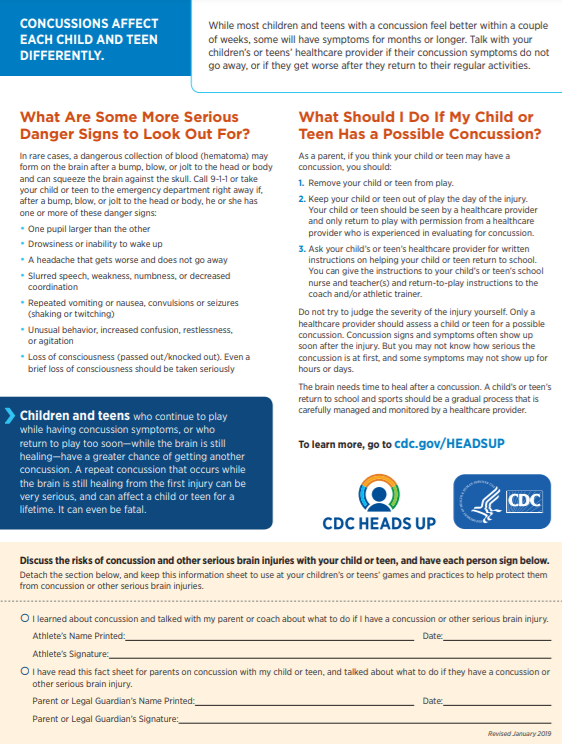 CONCUSSIONS AFFECT
EACH CHILD AND TEEN
DIFFERENTLY.
While most children and teens with a concussion feel better within a couple
of weeks, some will have symptoms for months or longer. Talk with your
children's or teens' healthcare provider if their concussion symptoms do not
go away, or if they get worse after they return to their regular activities.
What Are Some More Serious
Danger Signs to Look Out For?
In rare cases, a dangerous collection of blood (hematoma) may
form on the brain after a bump, blow, or jolt to the head or body
and can squeeze the brain against the skull. Call 9-1-1 or take
your child or teen to the emergency department right away if,
after a bump, blow, or jolt to the head or body, he or she has
one or more of these danger signs:
• One pupil larger than the other
• Drowsiness or inability to wake up
• A headache that gets worse and does not go away
• Slurred speech, weakness, numbness, or decreased
coordination
• Repeated vomiting or nausea, convulsions or seizures
(shaking or twitching)
• Unusual behavior, increased confusion, restlessness,
or agitation
• Loss of consciousness (passed out/knocked out). Even a
brief loss of consciousness should be taken seriously
Children and teens who continue to play
while having concussion symptoms, or who
return to play too soon—while the brain is still
healing—have a greater chance of getting another
concussion. A repeat concussion that occurs while
the brain is still healing from the first injury can be
very serious, and can affect a child or teen for a
lifetime. It can even be fatal.
What Should I Do If My Child or
Teen Has a Possible Concussion?
As a parent, if you think your child or teen may have a
concussion, you should:
1. Remove your child or teen from play.
2. Keep your child or teen out of play the day of the injury.
Your child or teen should be seen by a healthcare provider
and only return to play with permission from a healthcare
provider who is experienced in evaluating for concussion.
3. Ask your child's or teen's healthcare provider for written
instructions on helping your child or teen return to school.
You can give the instructions to your child's or teen's school
nurse and teacher(s) and return-to-play instructions to the
coach and/or athletic trainer.
Do not try to judge the severity of the injury yourself. Only a
healthcare provider should assess a child or teen for a possible
concussion. Concussion signs and symptoms often show up
soon after the injury. But you may not know how serious the
concussion is at first, and some symptoms may not show up for
hours or days.
The brain needs time to heal after a concussion. A child's or teen's
return to school and sports should be a gradual process that is
carefully managed and monitored by a healthcare provider.
To learn more, go to cdc.gov/HEADSUP
CDC HEADS UP
CDC
Discuss the risks of concussion and other serious brain injuries with your child or teen, and have each person sign below.
Detach the section below, and keep this information sheet to use at your children's or teens' games and practices to help protect them
from concussion or other serious brain injuries.
I learned about concussion and talked with my parent or coach about what to do if I have a concussion or other serious brain injury.
Athlete's Name Printed: Date:
Athlete's Signature:
I have read this fact sheet for parents on concussion with my child or teen, and talked about what to do if they have a concussion or
other serious brain injury.
Parent or Legal Guardian's Name Printed: Date:
Parent or Legal Guardian's Signature:
Revised January 2019